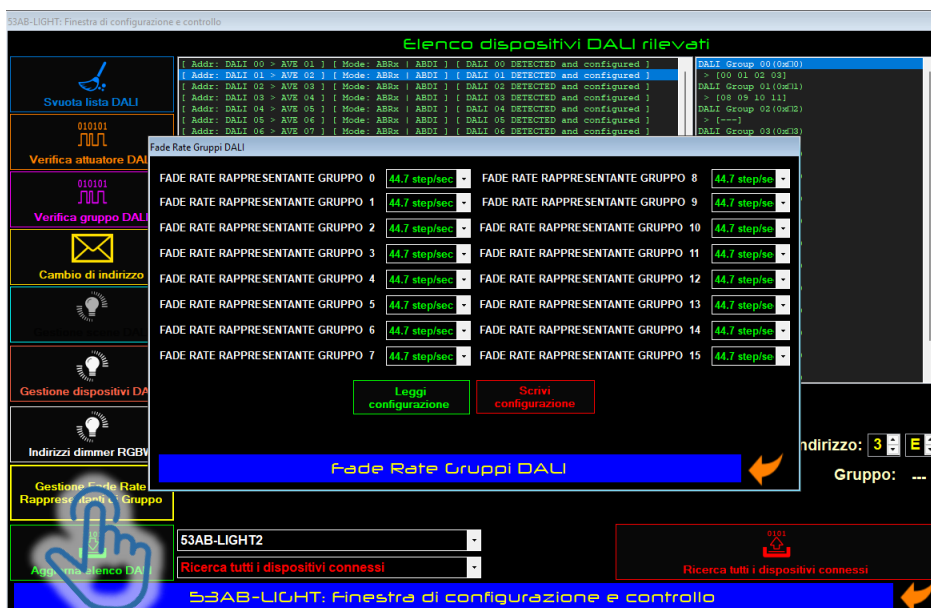 53AB-LIGHT: Finestra di configurazione e controllo
Elenco dispositivi DALI rilevati
Svuota lista DALI
010101
Verifica attuatore DAL
010101
Verifica gruppo DALI
Cambio di indirizzo
Gestione dispositivi DA
Indirizzi dimmer RGBW
Gestione Fade Rate
Rappresentanti di Gruppo
Aggiorna elenco DALI
[ Addr: DALI 00 > AVE 01 ] [ Mode: ABRx | ABDI ] [ DALI 00 DETECTED and configured ]
[ Addr: DALI 01 > AVE 02 ] [ Mode: ABRx | ABDI ] [ DALI 01 DETECTED and configured ]
[ Addr: DALI 02 > AVE 03 ] [ Mode: ABRx | ABDI ] [ DALI 02 DETECTED and configured ]
[ Addr: DALI 03 > AVE 04 ] [ Mode: ABRx | ABDI ] [ DALI 03 DETECTED and configured ]
[ Addr: DALI 04 > AVE 05 ] [ Mode: ABRx | ABDI ] [ DALI 04 DETECTED and configured ]
[ Addr: DALI 05 > AVE 06 ] [ Mode: ABRx | ABDI ] [ DALI 05 DETECTED and configured ]
[ Addr: DALI 06 > AVE 07 ] [ Mode: ABRx | ABDI ] [ DALI 06 DETECTED and configured ]
DALI Group 00
> [00 01 02 03]
DALI Group 01
> [08 09 10 11]
DALI Group 02
> [---]
DALI Group 03
Fade Rate Gruppi DALI
FADE RATE RAPPRESENTANTE GRUPPO 0 44.7 step/sec FADE RATE RAPPRESENTANTE GRUPPO 8 44.7 step/se
FADE RATE RAPPRESENTANTE GRUPPO 1 44.7 step/sec FADE RATE RAPPRESENTANTE GRUPPO 9 44.7 step/se
FADE RATE RAPPRESENTANTE GRUPPO 2 44.7 step/sec FADE RATE RAPPRESENTANTE GRUPPO 10 44.7 step/se
FADE RATE RAPPRESENTANTE GRUPPO 3 44.7 step/sec FADE RATE RAPPRESENTANTE GRUPPO 11 44.7 step/se
FADE RATE RAPPRESENTANTE GRUPPO 4 44.7 step/sec FADE RATE RAPPRESENTANTE GRUPPO 12 44.7 step/se
FADE RATE RAPPRESENTANTE GRUPPO 5 44.7 step/sec FADE RATE RAPPRESENTANTE GRUPPO 13 44.7 step/se
FADE RATE RAPPRESENTANTE GRUPPO 6 44.7 step/sec FADE RATE RAPPRESENTANTE GRUPPO 14 44.7 step/se
FADE RATE RAPPRESENTANTE GRUPPO 7 44.7 step/sec FADE RATE RAPPRESENTANTE GRUPPO 15 44.7 step/se
Leggi
configurazione
Scrivi
configurazione
Fade Rate Gruppi DALI
ndirizzo: 3 E
Gruppo: ---
53AB-LIGHT2
Ricerca tutti i dispositivi connessi
0101
Ricerca tutti i dispositivi connessi
53AB-LIGHT: Finestra di configurazione e controllo